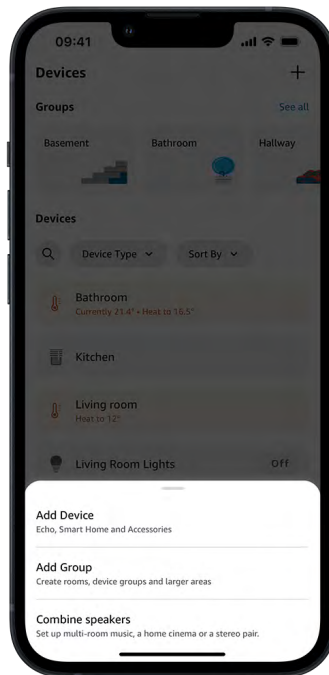 09:41
Devices
Groups
See all
Basement
Bathroom
Hallway
Devices
Device Type
Sort By
Bathroom
Currently 21.4° • Heat to 16.5°
Kitchen
Living room
Heat to 12°
Living Room Lights
Off
Add Device
Echo, Smart Home and Accessories
Add Group
Create rooms, device groups and larger areas
Combine speakers
Set up multi-room music, a home cinema or a stereo pair.